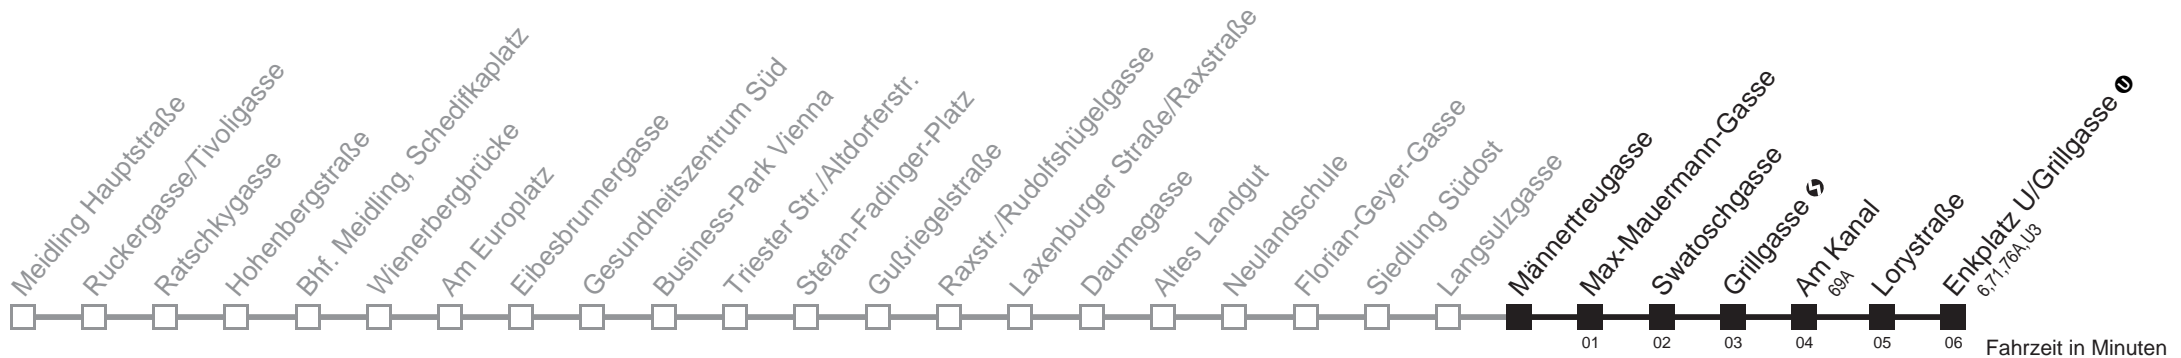 Meidling Hauptstraße
Ruckergasse/Tivoligasse
Ratschkygasse
Hohenbergstraße
Bhf. Meidling, Schedifkaplatz
Wienerbergbrücke
Am Europlatz
Eibesbrunnergasse
Gesundheitszentrum Süd
Business-Park Vienna
Triester Str./Altdorferstr.
Stefan-Fadinger-Platz
Gußriegelstraße
Raxstr./Rudolfshügelgasse
Laxenburger Straße/Raxstraße
Daumegasse
Altes Landgut
Neulandschule
Florian-Geyer-Gasse
Siedlung Südost
Langsulzgasse
Männertreugasse
Max-Mauermann-Gasse
Swatoschgasse
Grillgasse S
Am Kanal
69A
Lorystraße
Enkplatz U/Grillgasse U
6,71,76A,U3
01 02 03 04 05 06
Fahrzeit in Minuten